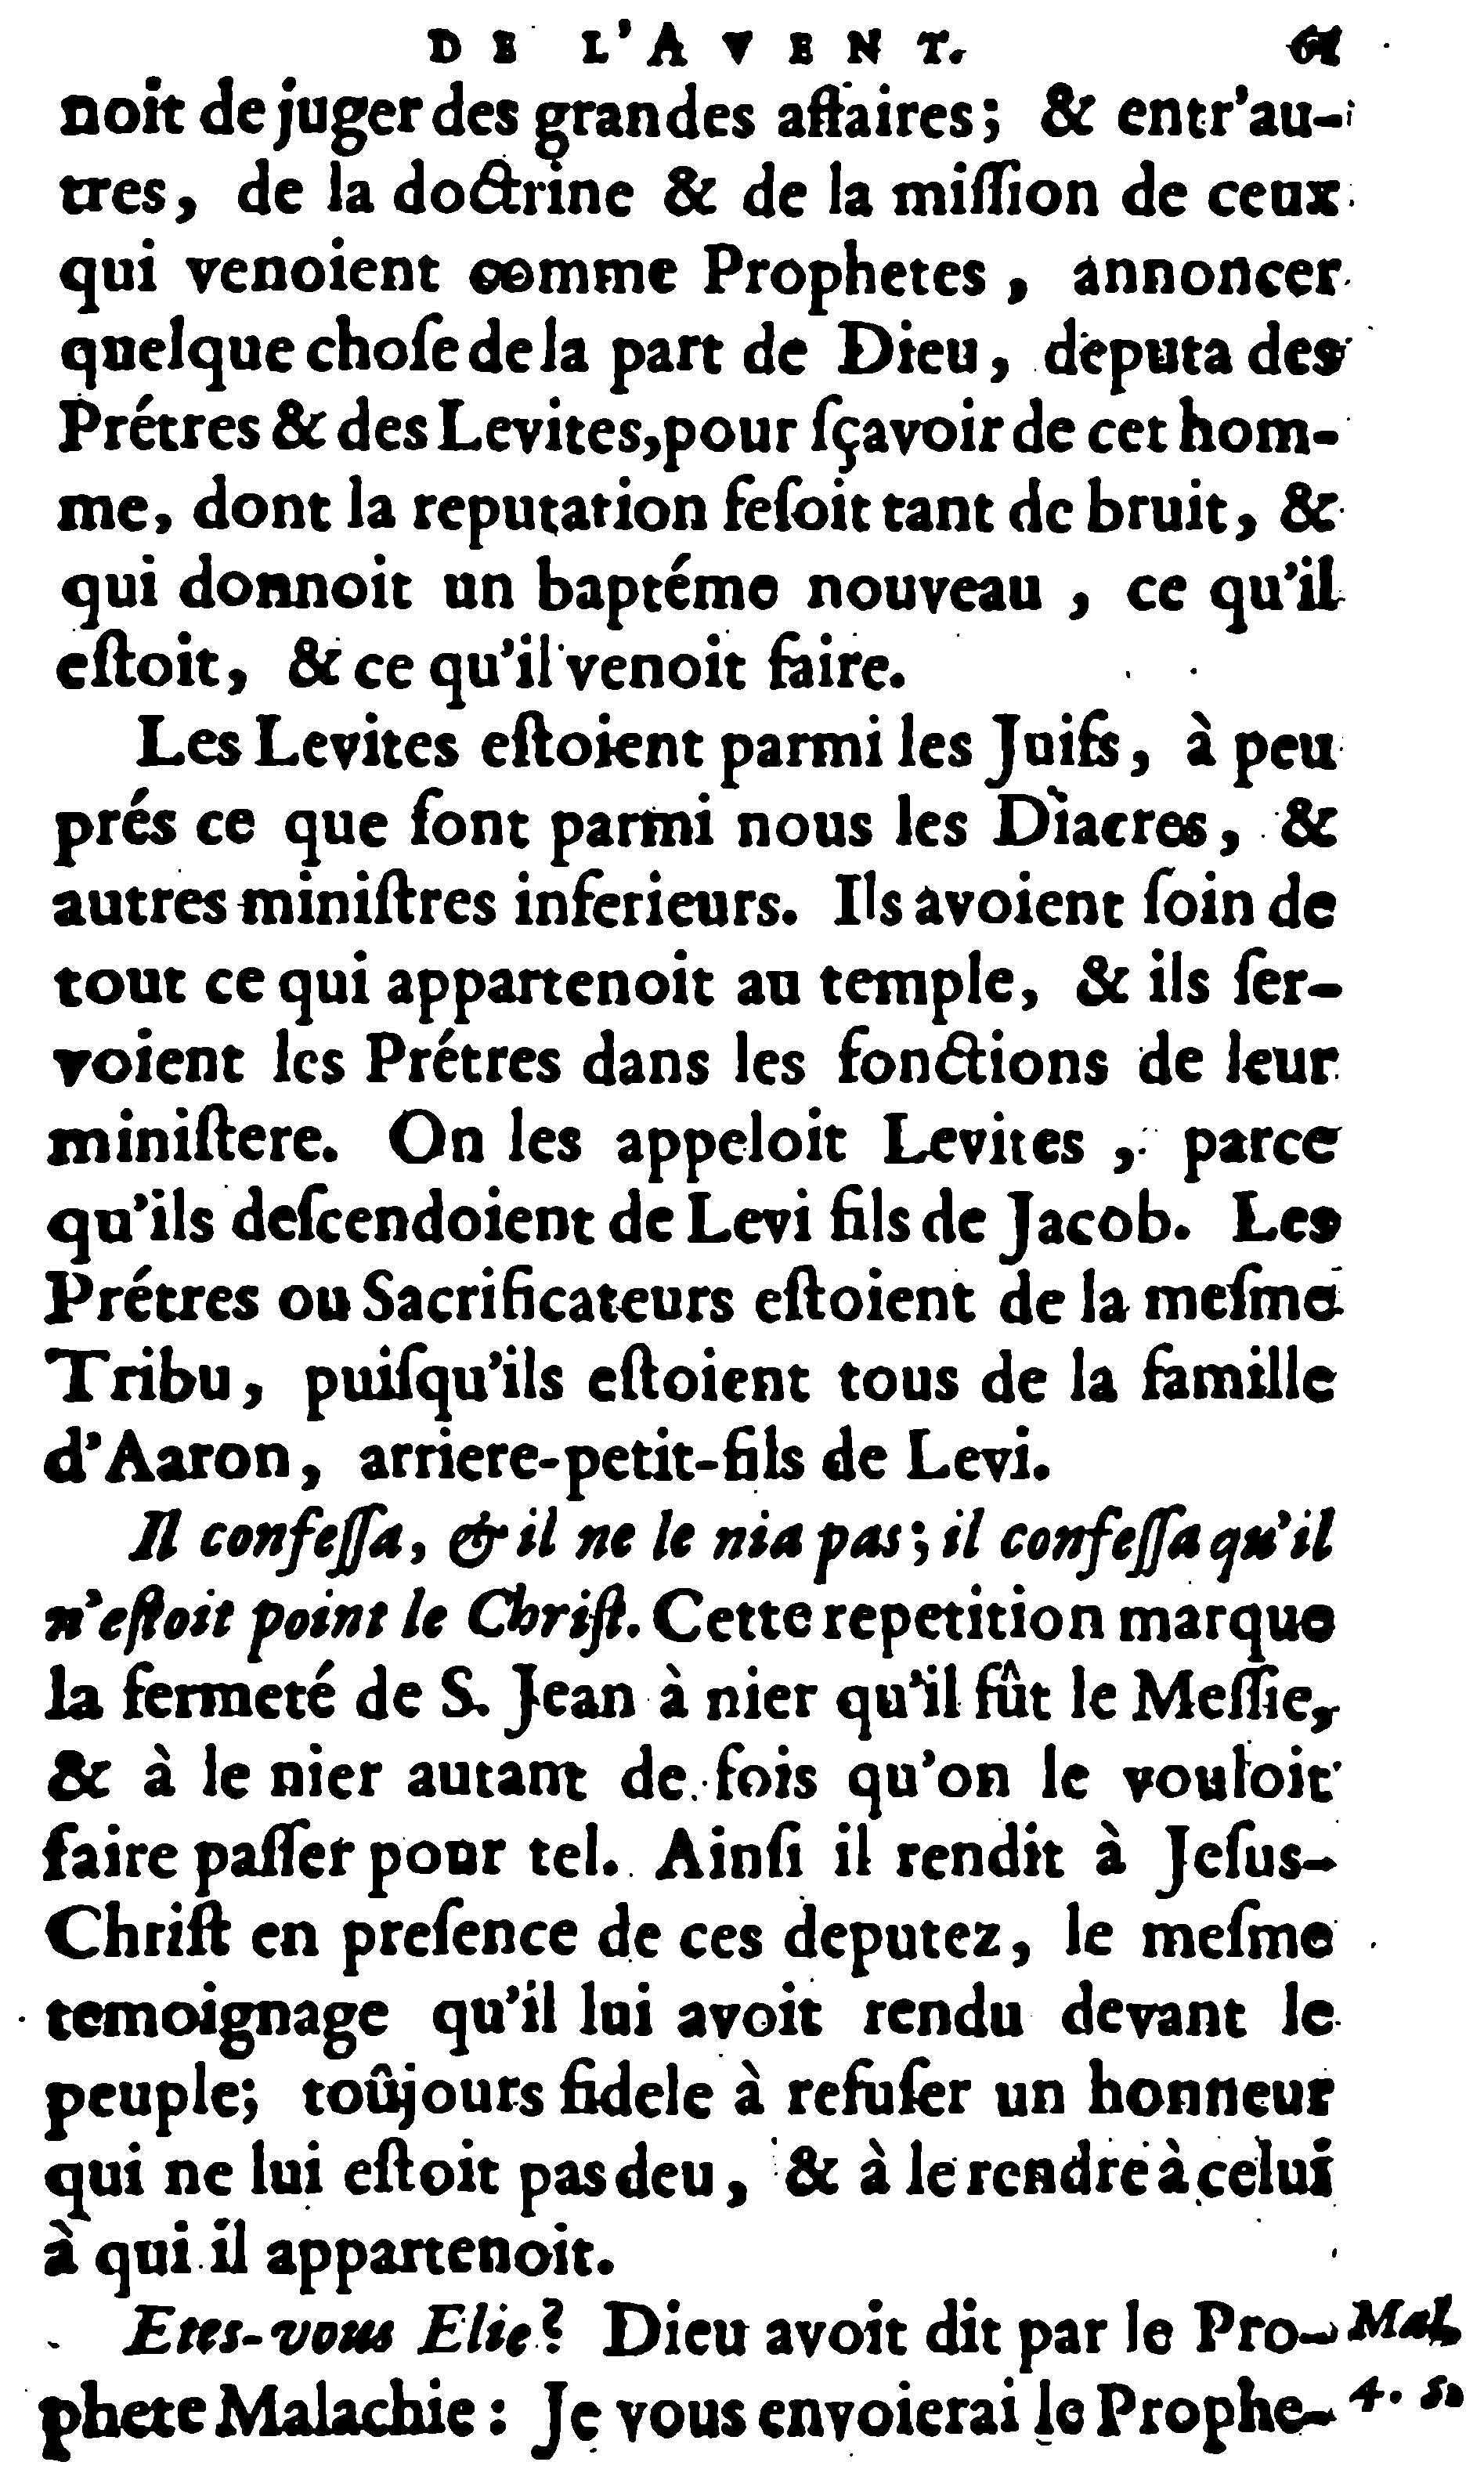 DE L'AVENT.
noit de juger des grandes affaires; & entr'au-
tres, de la doctrine & de la miſſion de ceux
qui venoient comme Prophetes, annoncer
quelque choſe de la part de Dieu, deputa des
Prétres & des Levites, pour ſçavoir de cet hom-
me, dont la reputation feſoit tant de bruit, &
qui donnoit un baptéme nouveau, ce qu'il
eſtoit, & ce qu'il venoit faire.
Les Levites eſtoient parmi les Juifs, à peu
prés ce que ſont parmi nous les Diacres, &
autres miniſtres inferieurs. Ils avoient ſoin de
tout ce qui appartenoit au temple, & ils ſer-
voient les Prétres dans les fonctions de leur
miniſtere. On les appeloit Levites, parce
qu'ils deſcendoient de Levi fils de Jacob. Les
Prétres ou Sacrificateurs eſtoient de la meſme
Tribu, puiſqu'ils eſtoient tous de la famille
d'Aaron, arriere-petit-fils de Levi.
Il confeſſa, & il ne le nia pas; il confeſſa qu'il
n'eſtoit point le Chriſt. Cette repetition marque
la fermeté de S. Jean à nier qu'il fût le Meſſie,
& à le nier autant de fois qu'on le vouloit
faire paſſer pour tel. Ainſi il rendit à Jeſus-
Chriſt en preſence de ces deputez, le meſme
temoignage qu'il lui avoit rendu devant le
peuple; toûjours fidele à refuſer un honneur
qui ne lui eſtoit pas deu, & à le rendre à celui
à qui il appartenoit.
Etes-vous Elie? Dieu avoit dit par le Pro-
phete Malachie: Je vous envoierai le Prophe-
Mal.
4. 5.